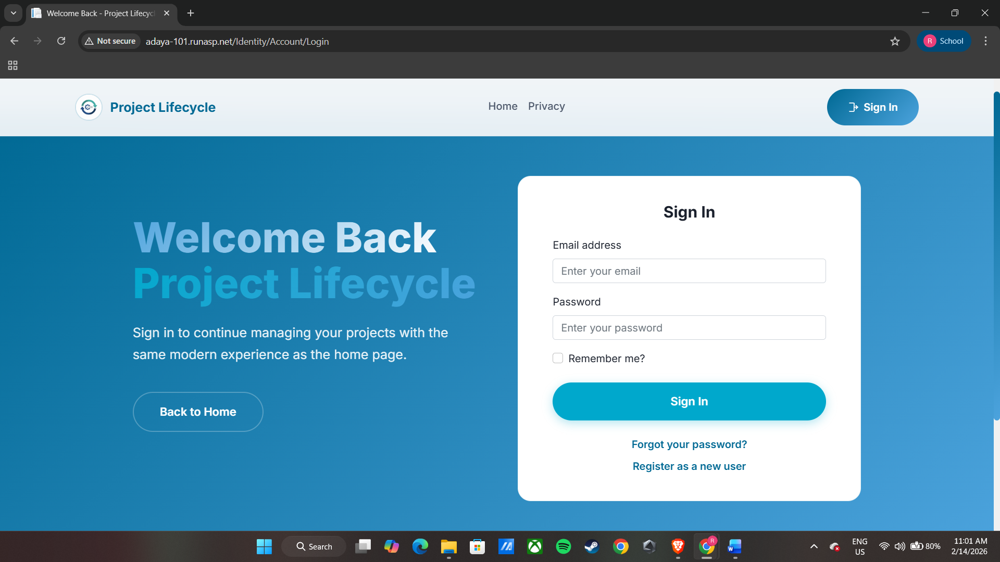 Welcome Back - Project Lifecycl
Not secure
adaya-101.runasp.net/Identity/Account/Login
R
School
Project Lifecycle
Home
Privacy
Sign In
Welcome Back
Project Lifecycle
Sign in to continue managing your projects with the
same modern experience as the home page.
Back to Home
Sign In
Email address
Enter your email
Password
Enter your password
Remember me?
Sign In
Forgot your password?
Register as a new user
Search
R
W
ENG
US
80%
11:01 AM
2/14/2026